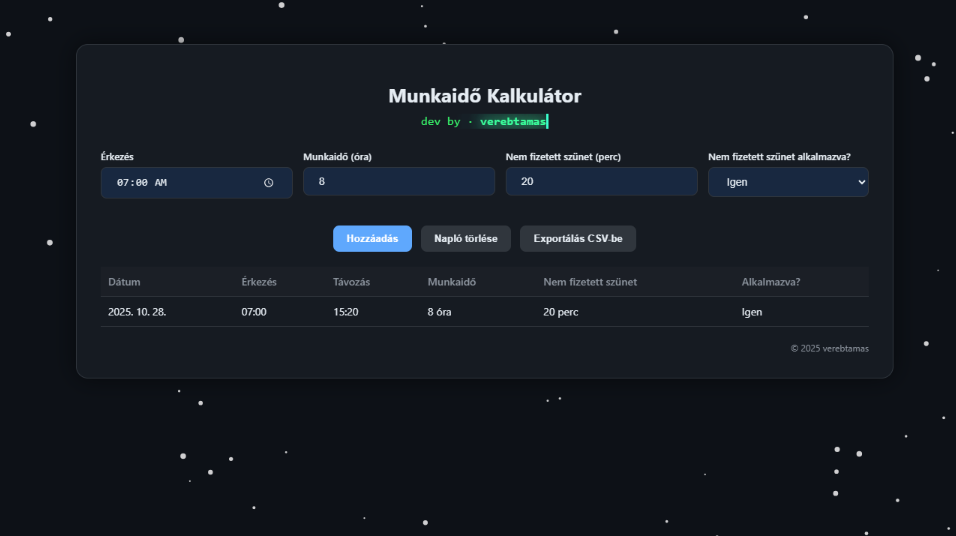 Munkaidő Kalkulátor
dev by · verebtamas
Érkezés Munkaidő (óra) Nem fizetett szünet (perc) Nem fizetett szünet alkalmazva?
07:00 AM 8 20 Igen
Hozzáadás Napló törlése Exportálás CSV-be
Dátum Érkezés Távozás Munkaidő Nem fizetett szünet Alkalmazva?
2025. 10. 28. 07:00 15:20 8 óra 20 perc Igen
© 2025 verebtamas